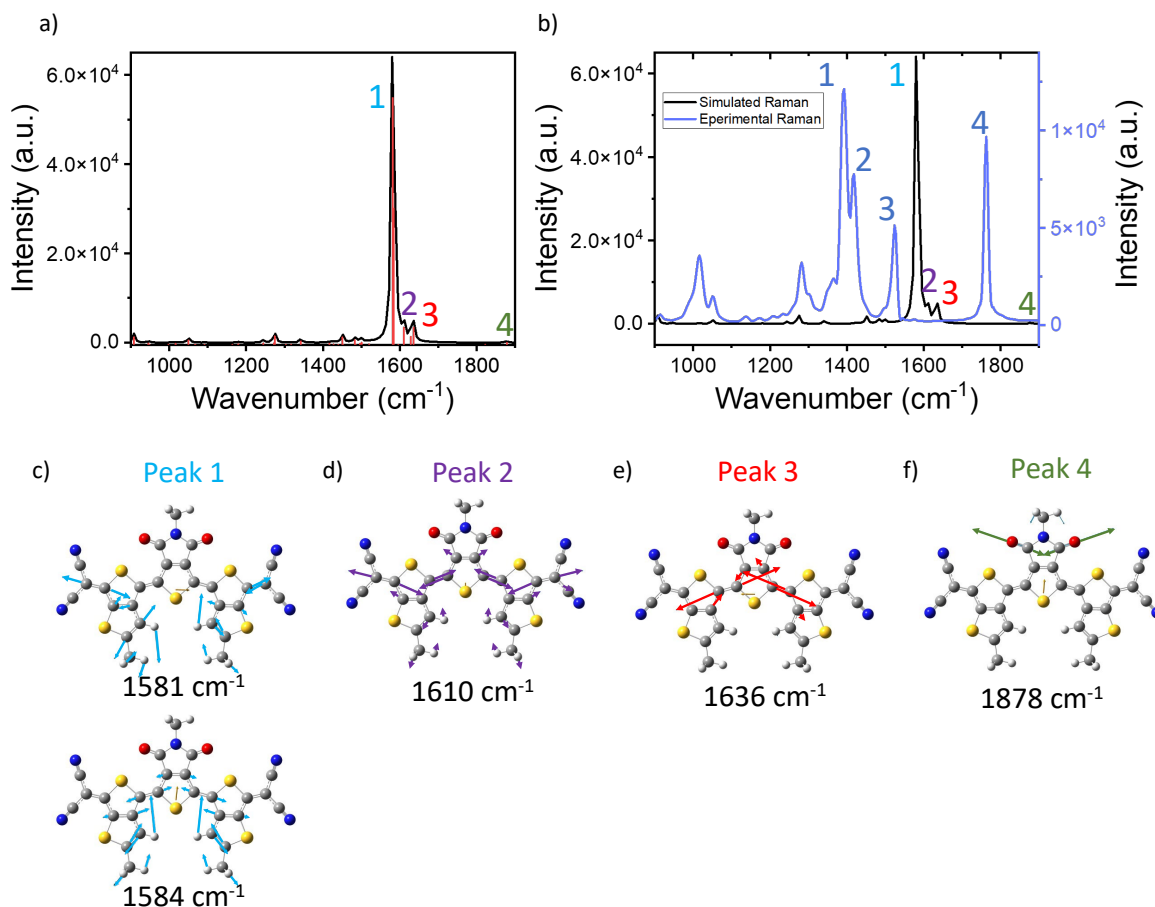 a)
6.0×10⁴
4.0×10⁴
2.0×10⁴
0.0
Intensity (a.u.)
1
2
3
4
1000 1200 1400 1600 1800
Wavenumber (cm⁻¹)
b)
6.0×10⁴
4.0×10⁴
2.0×10⁴
0.0
Intensity (a.u.)
Simulated Raman
Eperimental Raman
1
2
3
1
2
3
4
4
1×10⁴
5×10³
0
Intensity (a.u.)
1000 1200 1400 1600 1800
Wavenumber (cm⁻¹)
c)
Peak 1
1581 cm⁻¹
1584 cm⁻¹
d)
Peak 2
1610 cm⁻¹
e)
Peak 3
1636 cm⁻¹
f)
Peak 4
1878 cm⁻¹